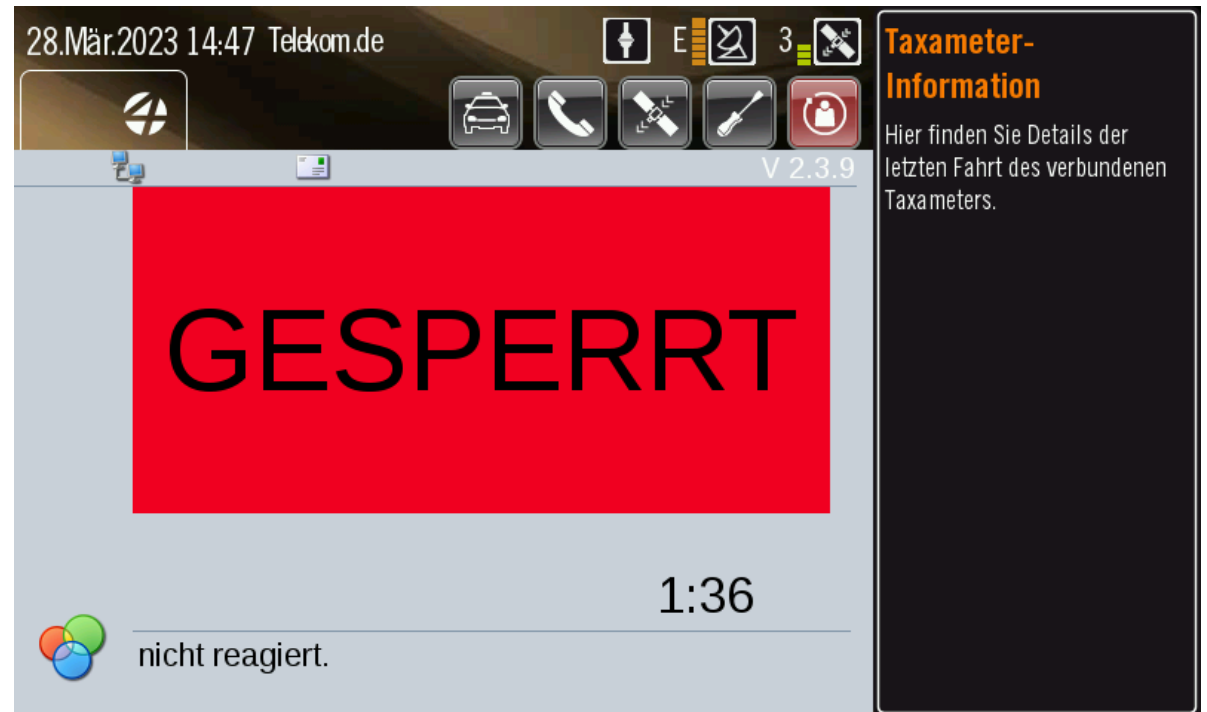 28.Mär.2023 14:47 Telekom.de
E
3
V 2.3.9
GESPERRT
1:36
nicht reagiert.
Taxameter-
Information
Hier finden Sie Details der
letzten Fahrt des verbundenen
Taxameters.